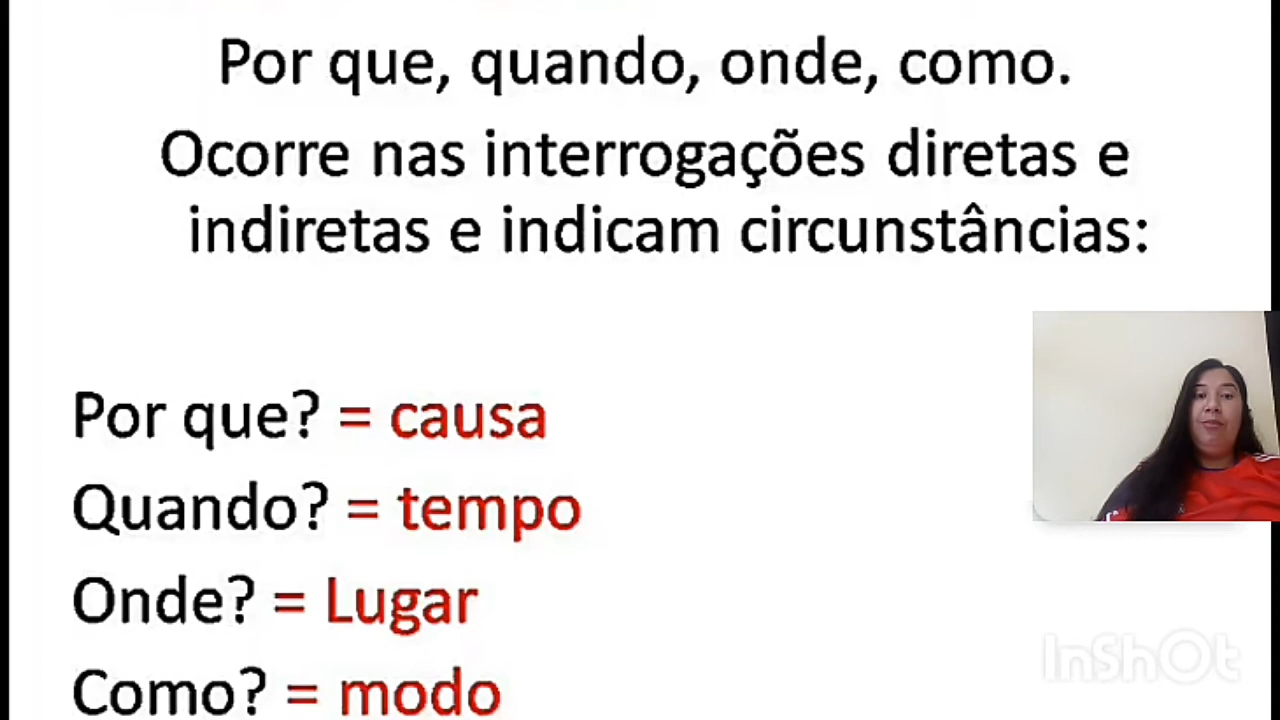 Por que, quando, onde, como.
Ocorre nas interrogações diretas e
indiretas e indicam circunstâncias:
Por que? = causa
Quando? = tempo
Onde? = Lugar
Como? = modo
InShOt